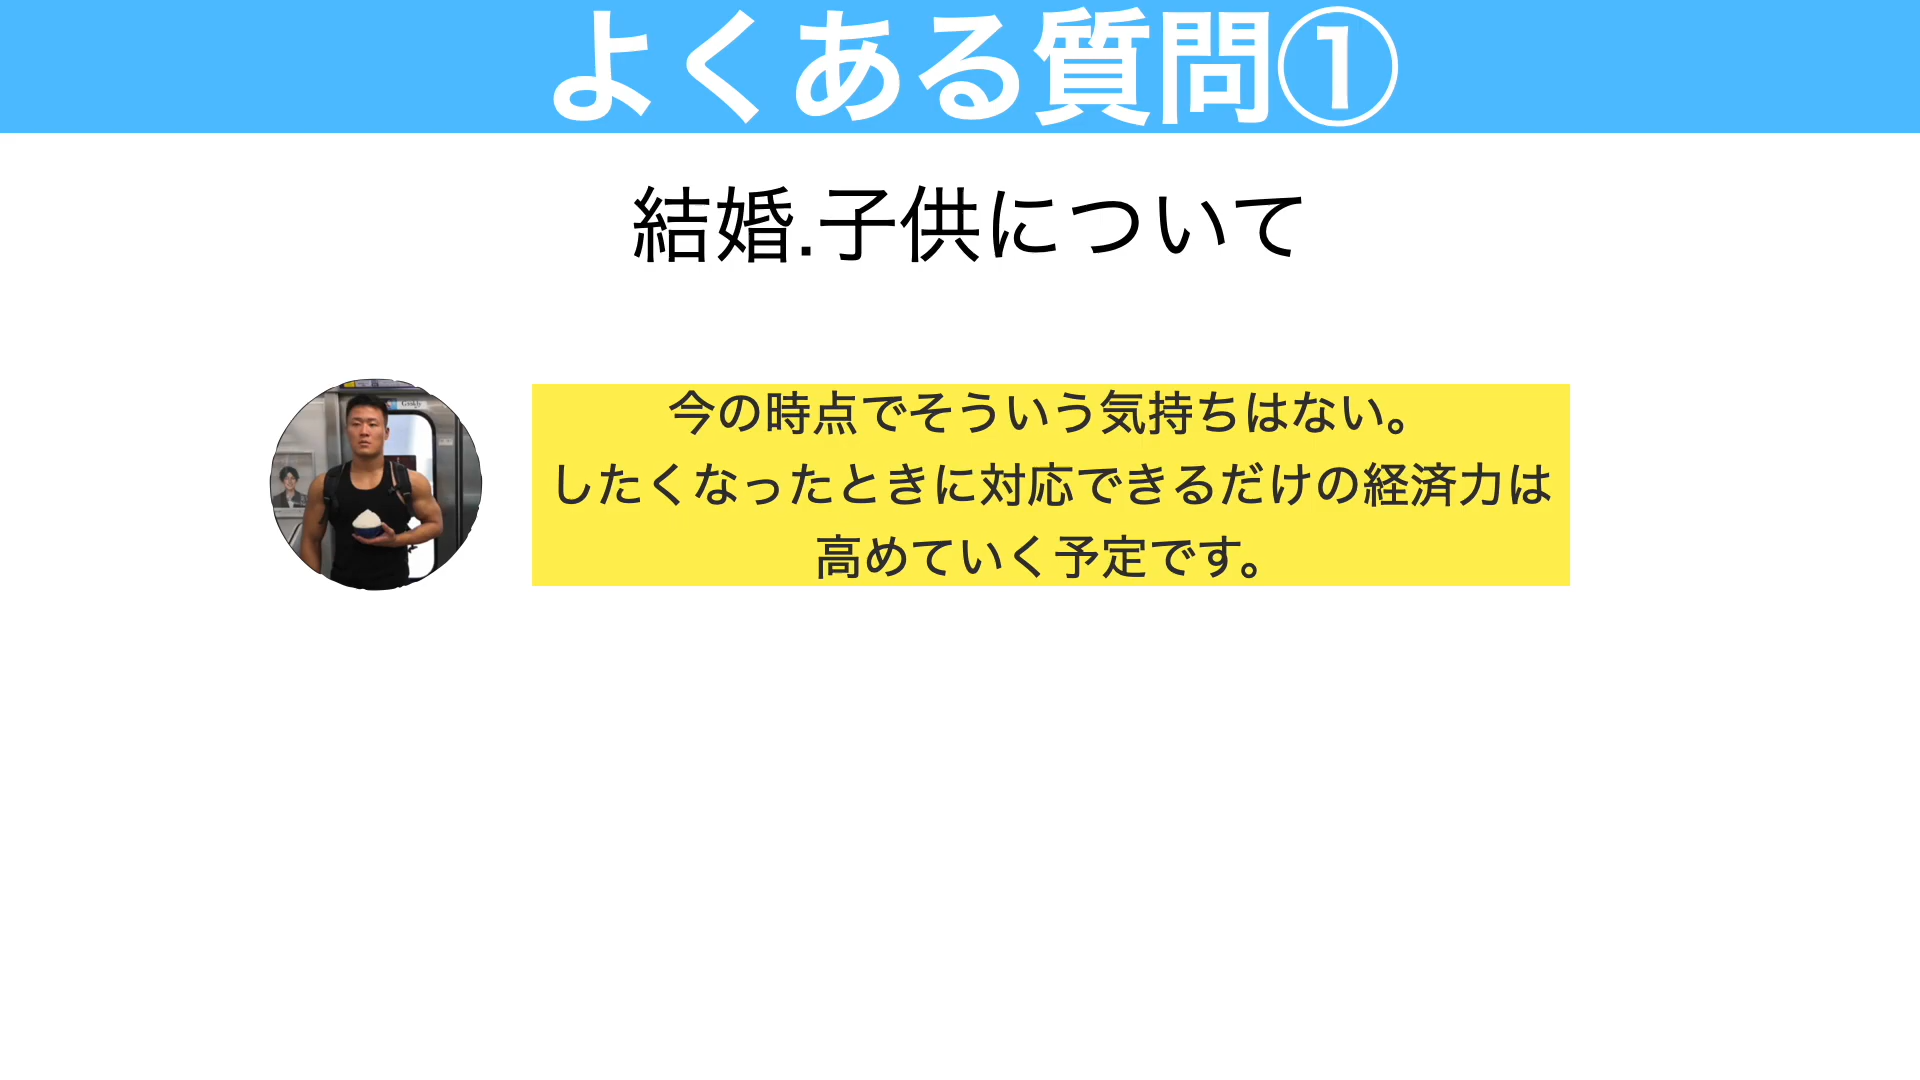 よくある質問①
結婚.子供について
今の時点でそういう気持ちはない。
したくなったときに対応できるだけの経済力は
高めていく予定です。